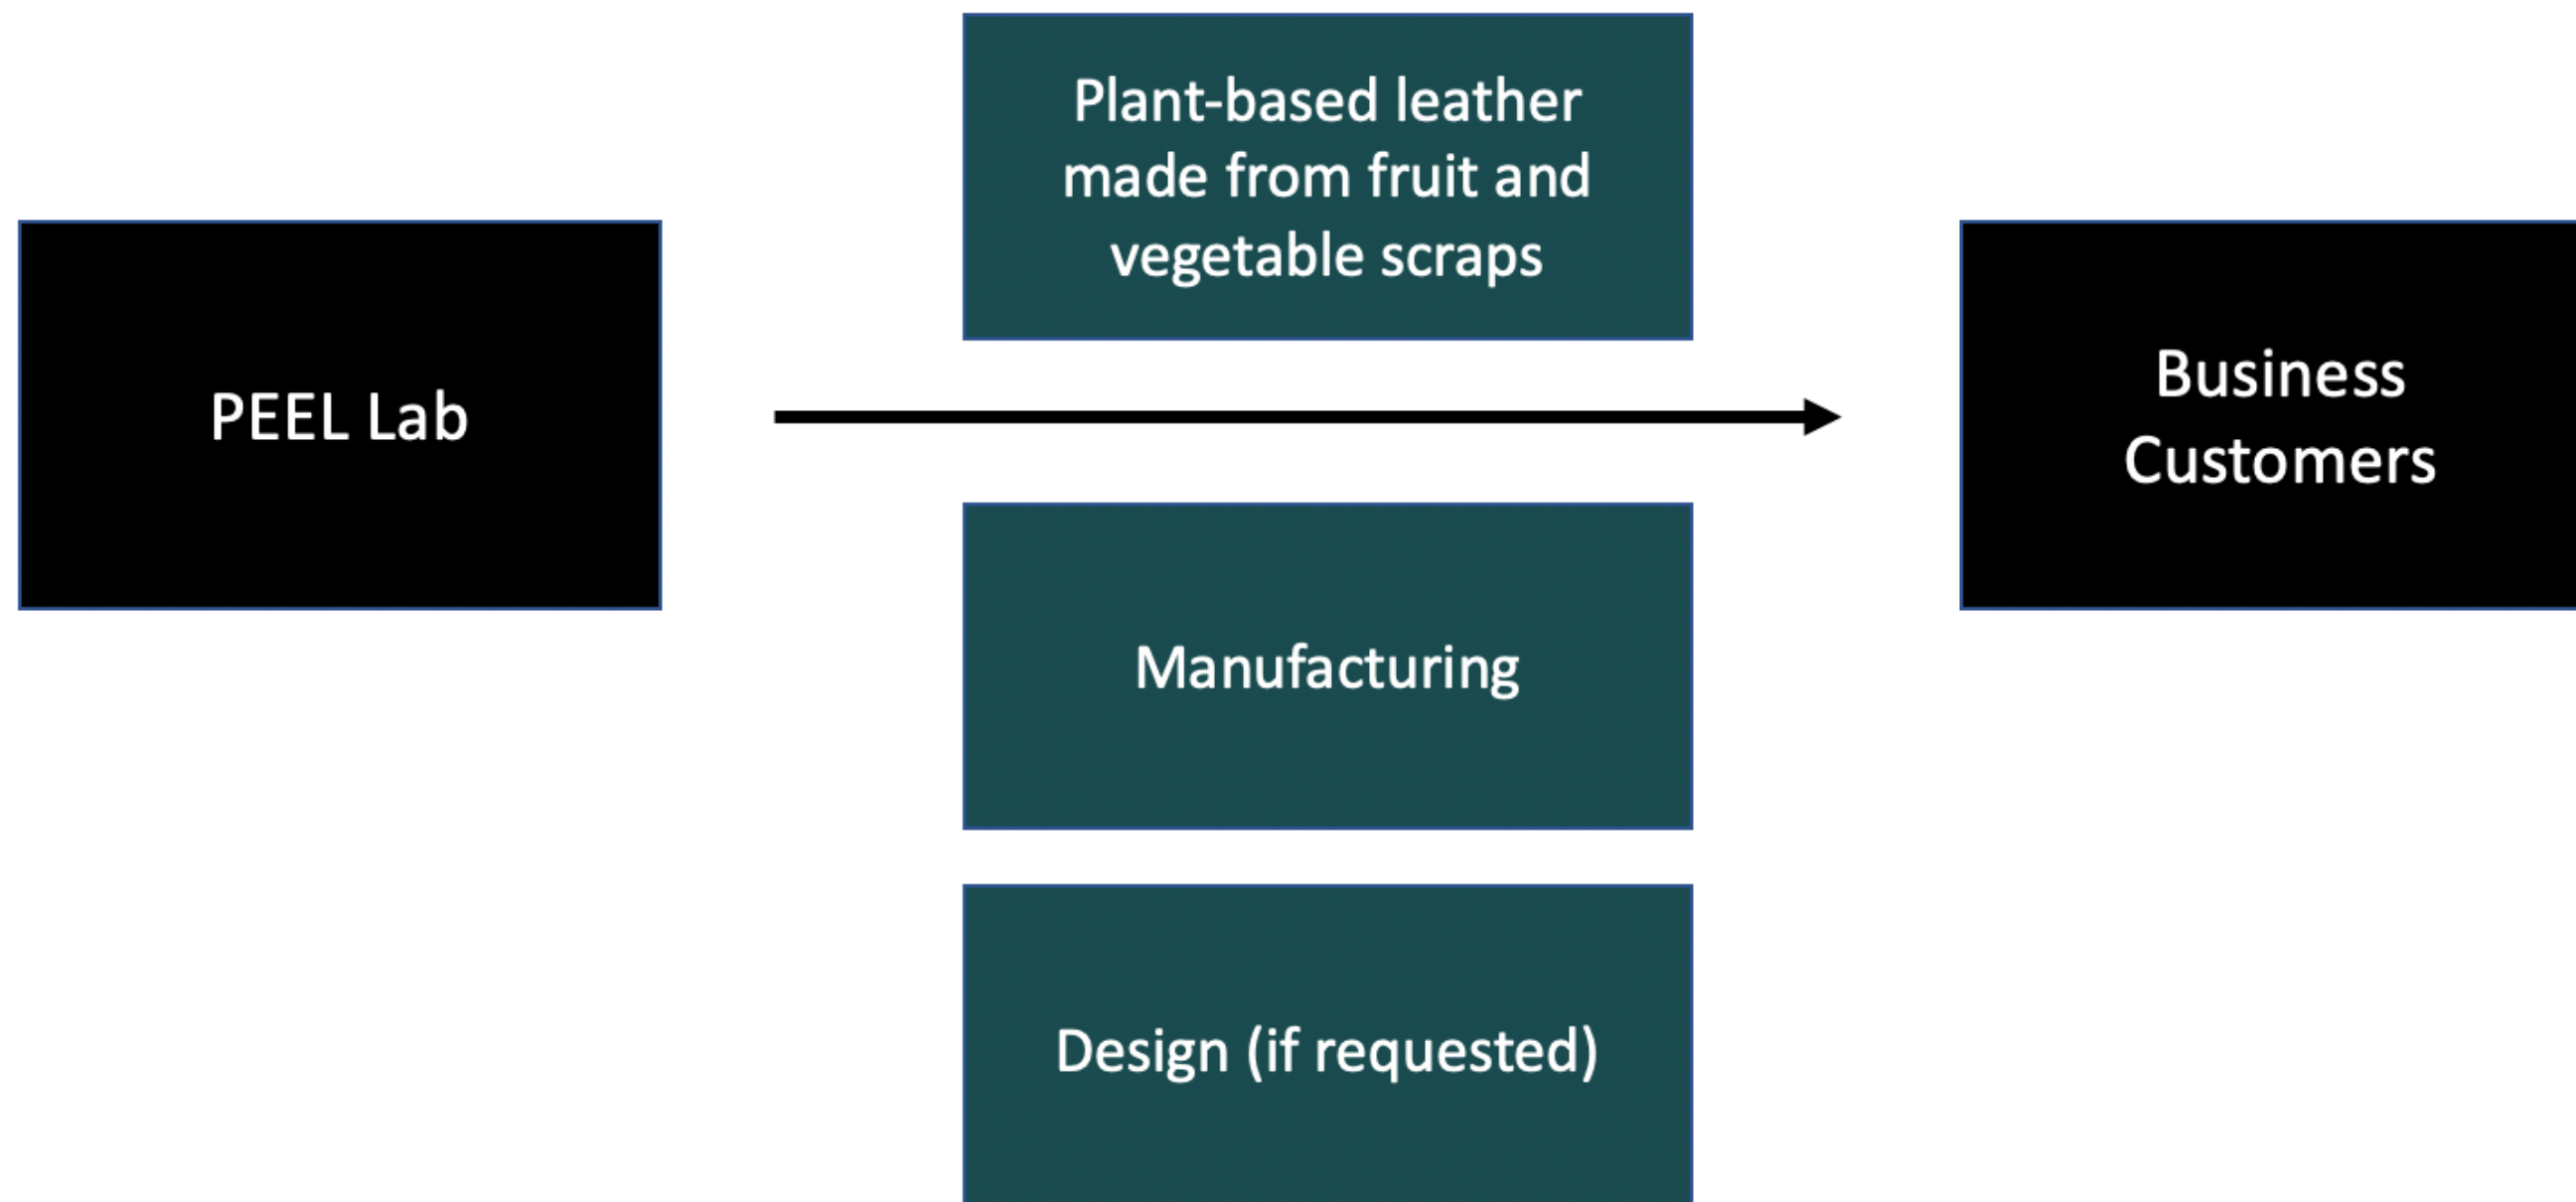 PEEL Lab
Plant-based leather
made from fruit and
vegetable scraps
Manufacturing
Design (if requested)
Business
Customers